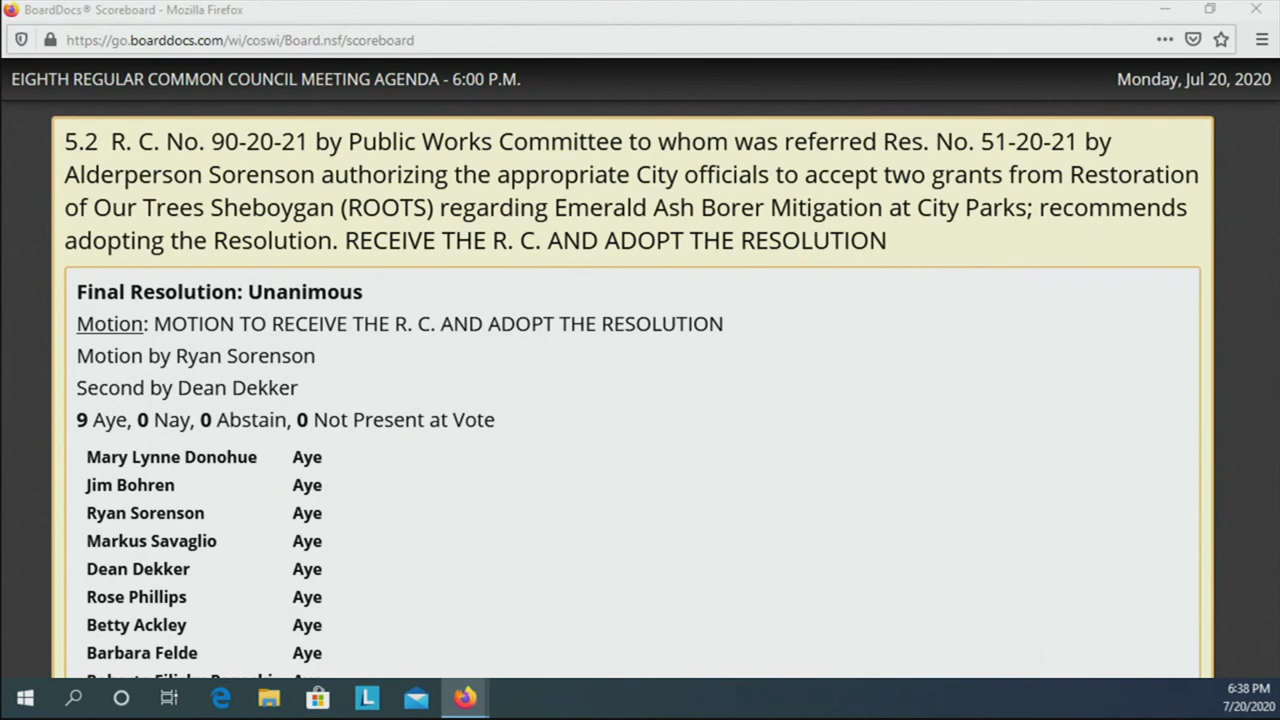 BoardDocs® Scoreboard - Mozilla Firefox
https://go.boarddocs.com/wi/coswi/Board.nsf/scoreboard
EIGHTH REGULAR COMMON COUNCIL MEETING AGENDA - 6:00 P.M.
Monday, Jul 20, 2020
5.2 R. C. No. 90-20-21 by Public Works Committee to whom was referred Res. No. 51-20-21 by
Alderperson Sorenson authorizing the appropriate City officials to accept two grants from Restoration
of Our Trees Sheboygan (ROOTS) regarding Emerald Ash Borer Mitigation at City Parks; recommends
adopting the Resolution. RECEIVE THE R. C. AND ADOPT THE RESOLUTION
Final Resolution: Unanimous
Motion: MOTION TO RECEIVE THE R. C. AND ADOPT THE RESOLUTION
Motion by Ryan Sorenson
Second by Dean Dekker
9 Aye, 0 Nay, 0 Abstain, 0 Not Present at Vote
Mary Lynne Donohue Aye
Jim Bohren Aye
Ryan Sorenson Aye
Markus Savaglio Aye
Dean Dekker Aye
Rose Phillips Aye
Betty Ackley Aye
Barbara Felde Aye
L
6:38 PM
7/20/2020